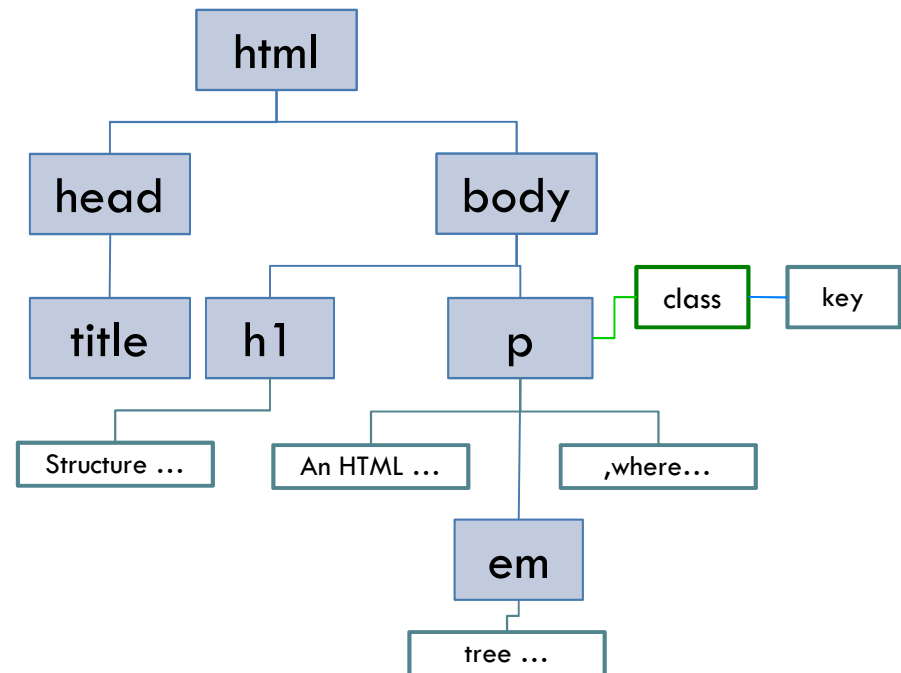 html
head
body
class
key
title
h1
p
Structure ...
An HTML ...
,where...
em
tree ...